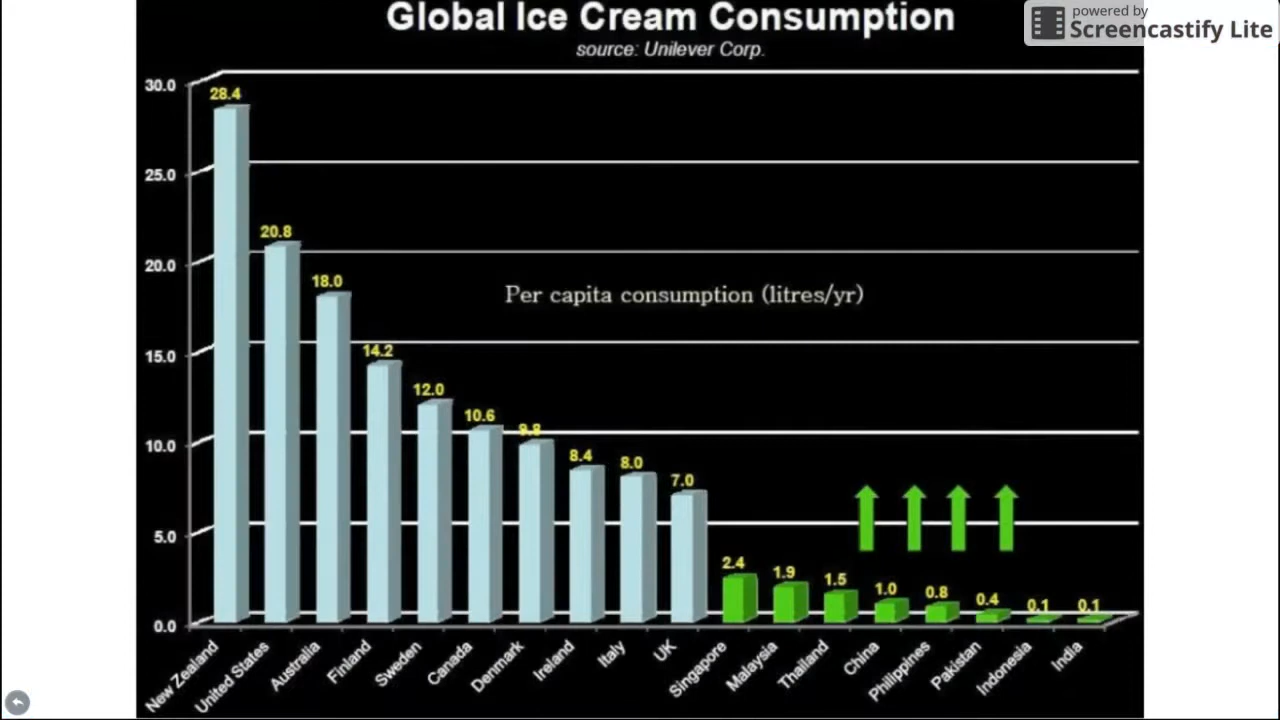 Global Ice Cream Consumption
source: Unilever Corp.
powered by
Screencastify Lite
30.0
25.0
20.0
15.0
10.0
5.0
0.0
28.4
20.8
18.0
14.2
12.0
10.6
9.8
8.4
8.0
7.0
2.4
1.9
1.5
1.0
0.8
0.4
0.1
0.1
Per capita consumption (litres/yr)
New Zealand
United States
Australia
Finland
Sweden
Canada
Denmark
Ireland
Italy
UK
Singapore
Malaysia
Thailand
China
Philippines
Pakistan
Indonesia
India